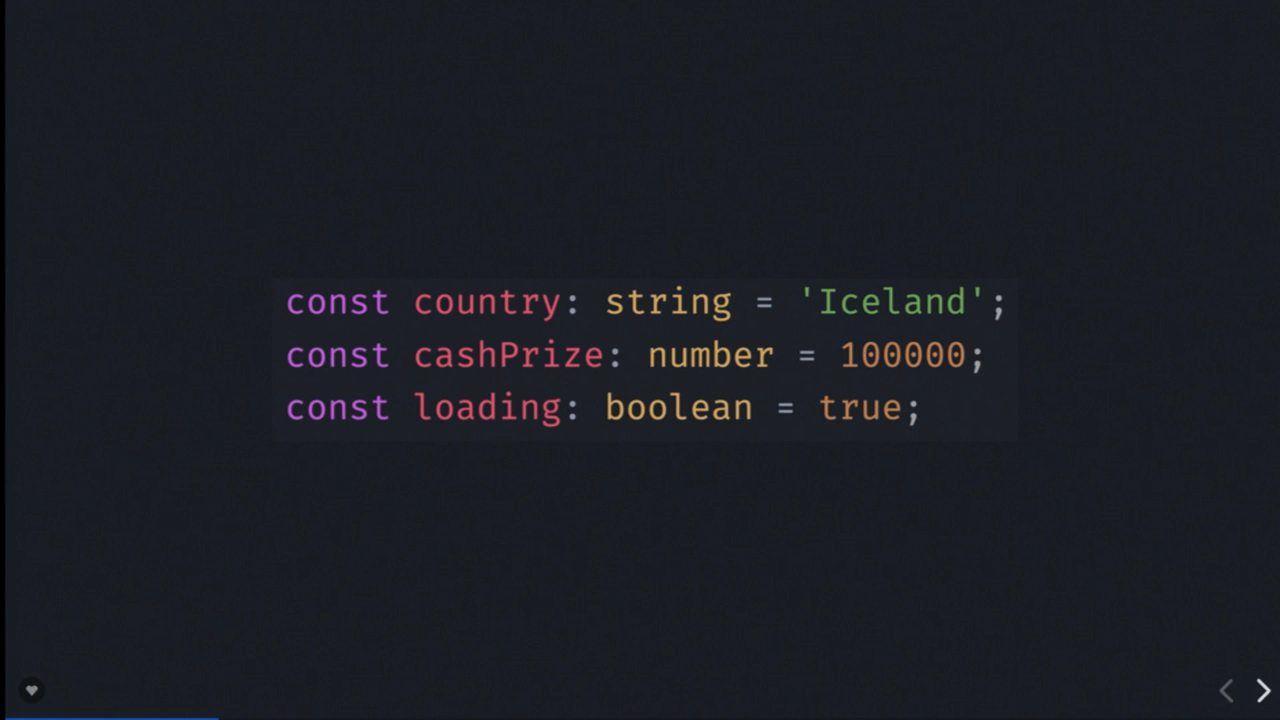 const country: string = 'Iceland';
const cashPrize: number = 100000;
const loading: boolean = true;